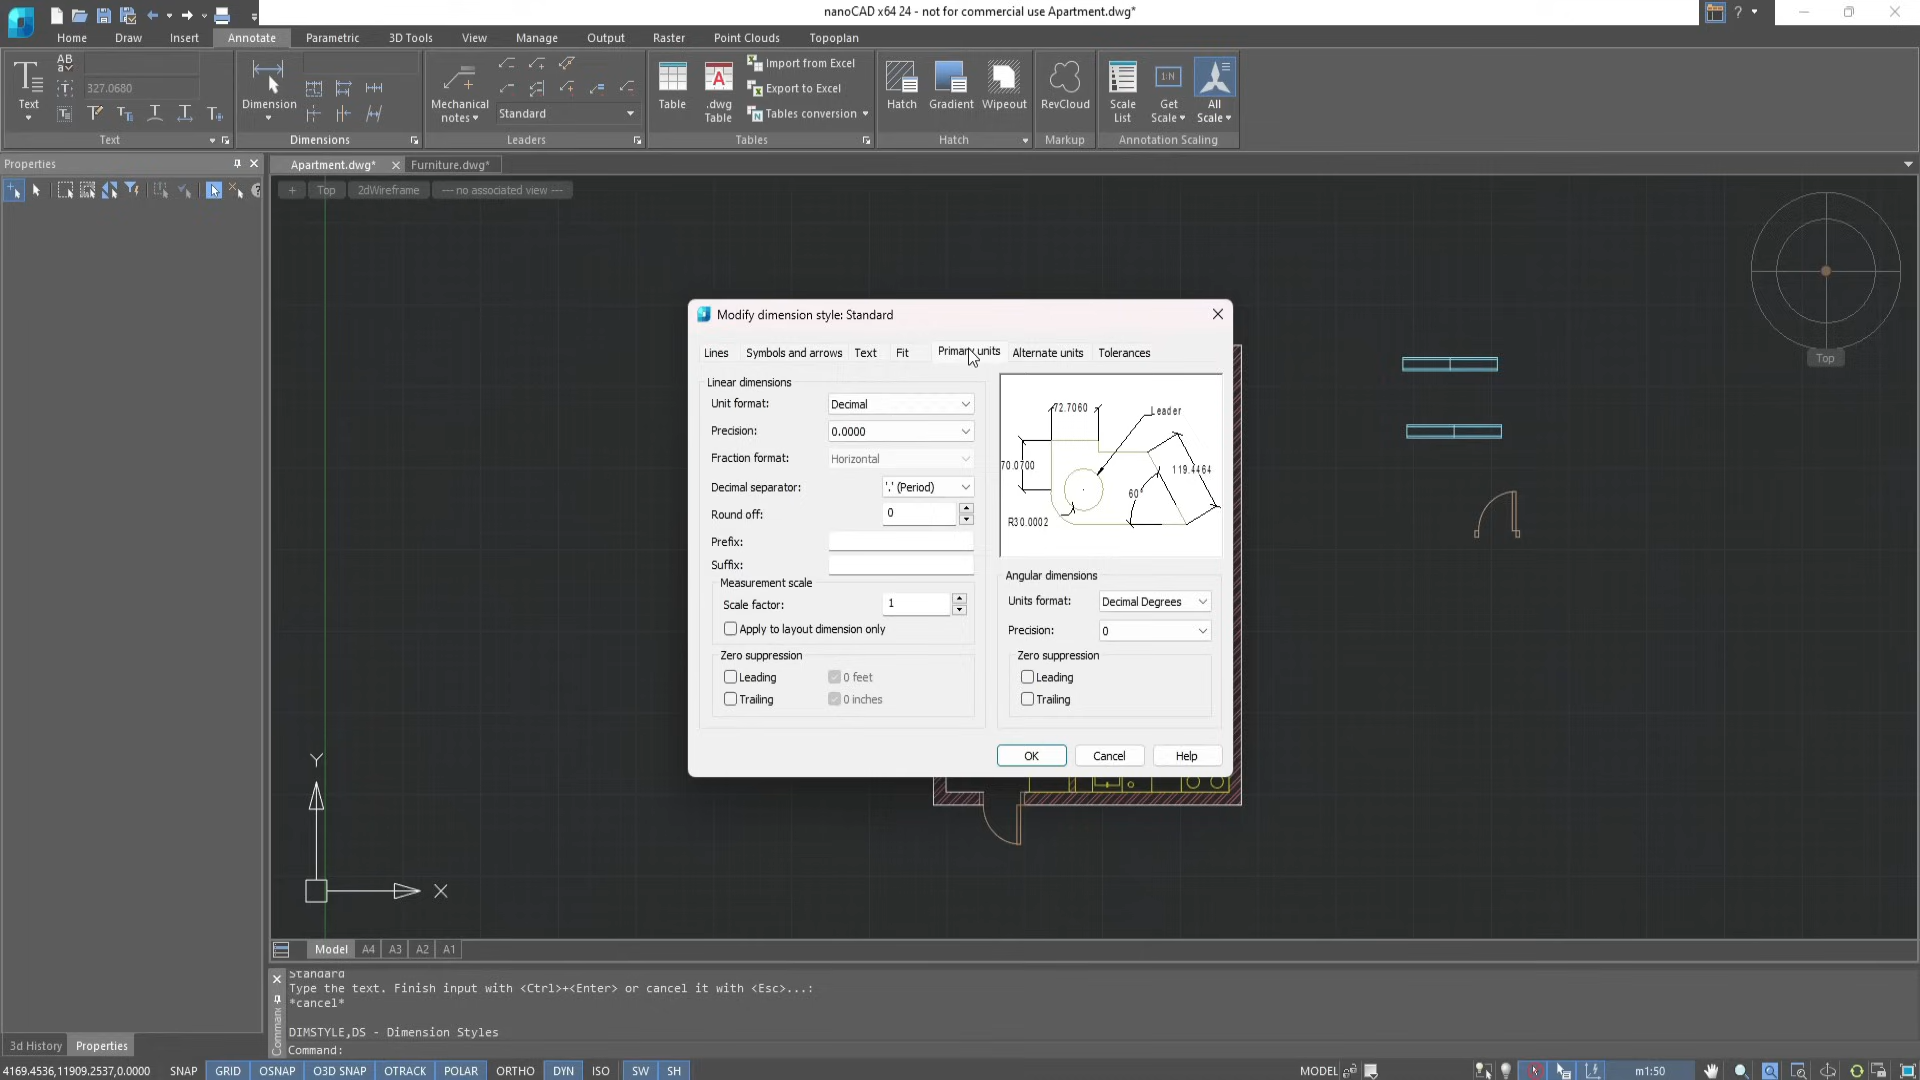 nanoCAD x64 24 - not for commercial use Apartment.dwg*
Home Draw Insert Annotate Parametric 3D Tools View Manage Output Raster Point Clouds Topoplan
327.0680
Import from Excel
Export to Excel
Standard
Tables conversion
Text Dimension Mechanical notes Table .dwg Table Hatch Gradient Wipeout RevCloud Scale List Get Scale All Scale
Text Dimensions Leaders Tables Hatch Markup Annotation Scaling
Properties
Apartment.dwg* Furniture.dwg*
+ Top 2dWireframe --- no associated view ---
Top
Modify dimension style: Standard
Lines Symbols and arrows Text Fit Primary units Alternate units Tolerances
Linear dimensions
Unit format: Decimal
Precision: 0.0000
Fraction format: Horizontal
Decimal separator: '.' (Period)
Round off: 0
Prefix:
Suffix:
Measurement scale
Scale factor: 1
Apply to layout dimension only
Zero suppression
Leading 0 feet
Trailing 0 inches
72.7060 Leader
70.0700 119.4464
60°
R30.0002
Angular dimensions
Units format: Decimal Degrees
Precision: 0
Zero suppression
Leading
Trailing
OK Cancel Help
Y
X
Model A4 A3 A2 A1
Standard
Type the text. Finish input with <Ctrl>+<Enter> or cancel it with <Esc>...:
*cancel*
DIMSTYLE,DS - Dimension Styles
Command:
3d History Properties
4169.4536,11909.2537,0.0000 SNAP GRID OSNAP O3D SNAP OTRACK POLAR ORTHO DYN ISO SW SH MODEL m1:50